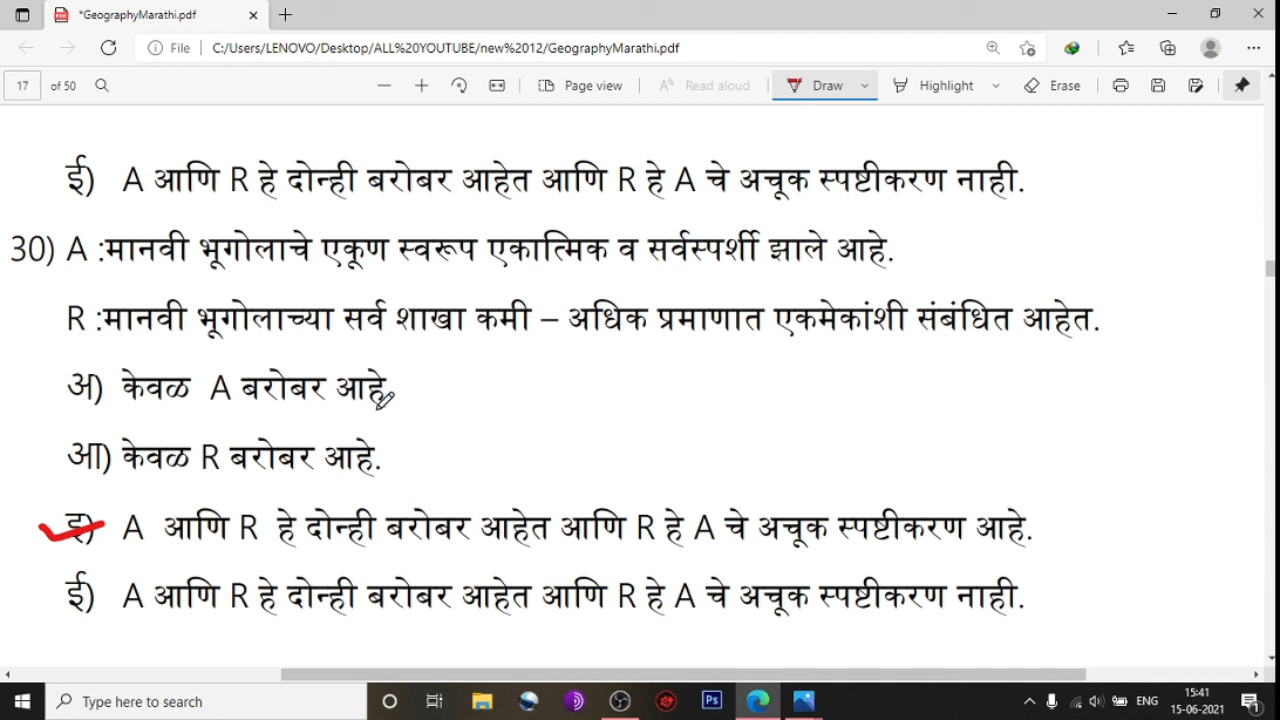 *GeographyMarathi.pdf
File C:/Users/LENOVO/Desktop/ALL%20YOUTUBE/new%2012/GeographyMarathi.pdf
17 of 50 Page view Read aloud Draw Highlight Erase
ई) A आणि R हे दोन्ही बरोबर आहेत आणि R हे A चे अचूक स्पष्टीकरण नाही.
30) A :मानवी भूगोलाचे एकूण स्वरूप एकात्मिक व सर्वस्पर्शी झाले आहे.
R :मानवी भूगोलाच्या सर्व शाखा कमी – अधिक प्रमाणात एकमेकांशी संबंधित आहेत.
अ) केवळ A बरोबर आहे
आ) केवळ R बरोबर आहे.
इ) A आणि R हे दोन्ही बरोबर आहेत आणि R हे A चे अचूक स्पष्टीकरण आहे.
ई) A आणि R हे दोन्ही बरोबर आहेत आणि R हे A चे अचूक स्पष्टीकरण नाही.
Type here to search Ps ENG 15:41
15-06-2021